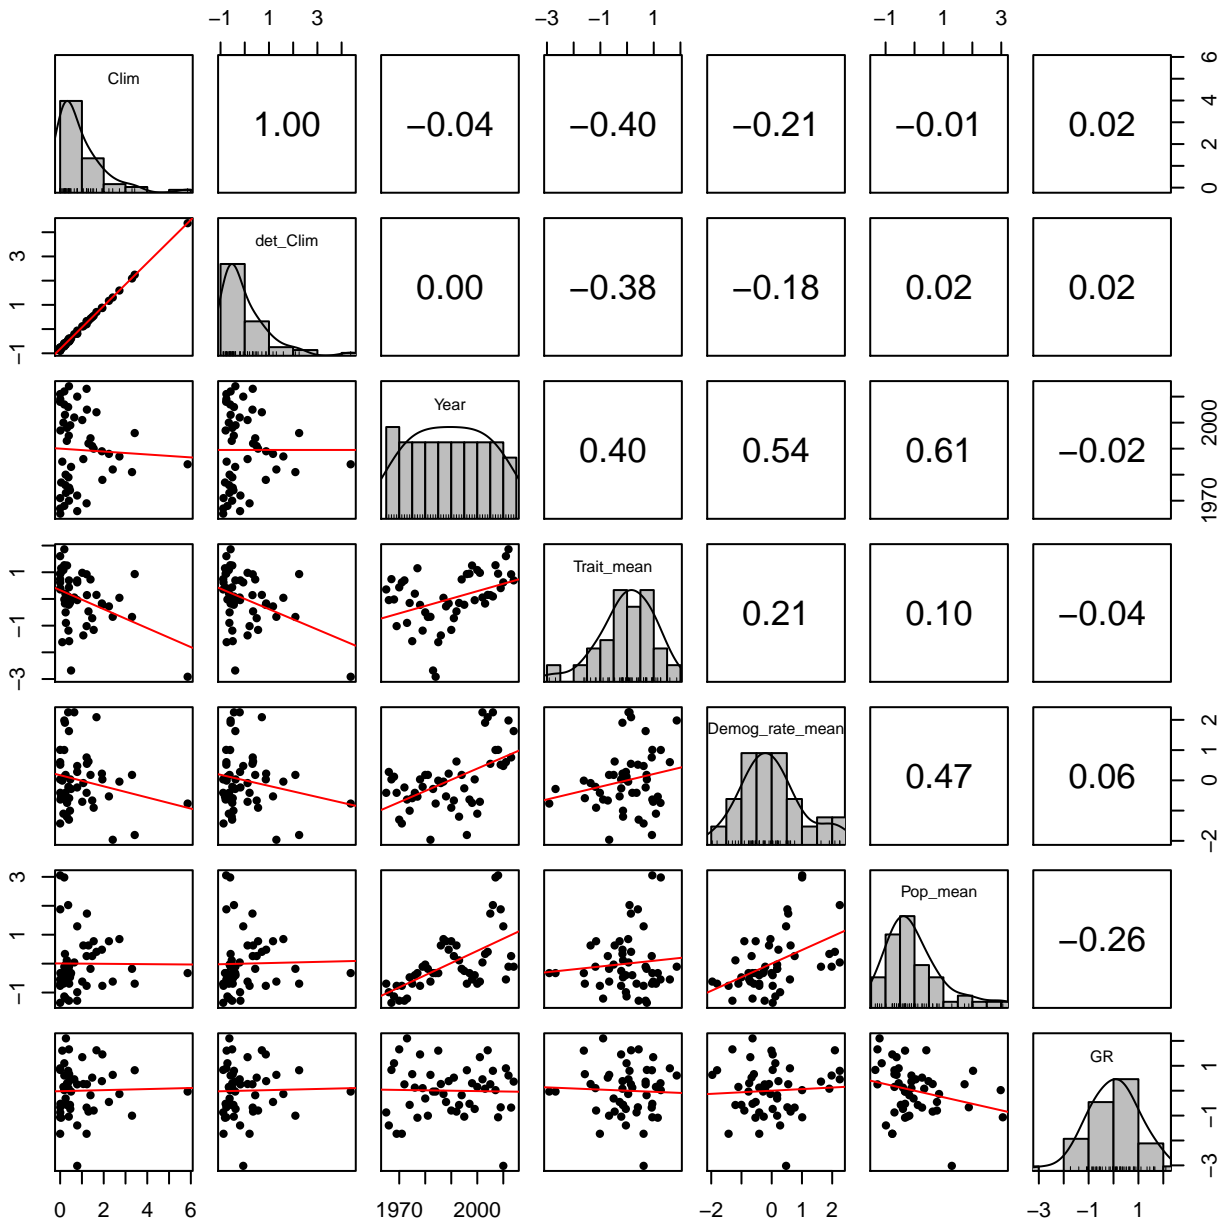 −1 1 3 −3 −1 1 −1 1 3
Clim 1.00 −0.04 −0.40 −0.21 −0.01 0.02 0 2 4 6
−1 1 3 det_Clim 0.00 −0.38 −0.18 0.02 0.02
Year 0.40 0.54 0.61 −0.02 1970 2000
−3 −1 1 Trait_mean 0.21 0.10 −0.04
Demog_rate_mean 0.47 0.06 −2 0 1 2
−1 1 3 Pop_mean −0.26
GR −3 −1 1
0 2 4 6 1970 2000 −2 0 1 2 −3 −1 1